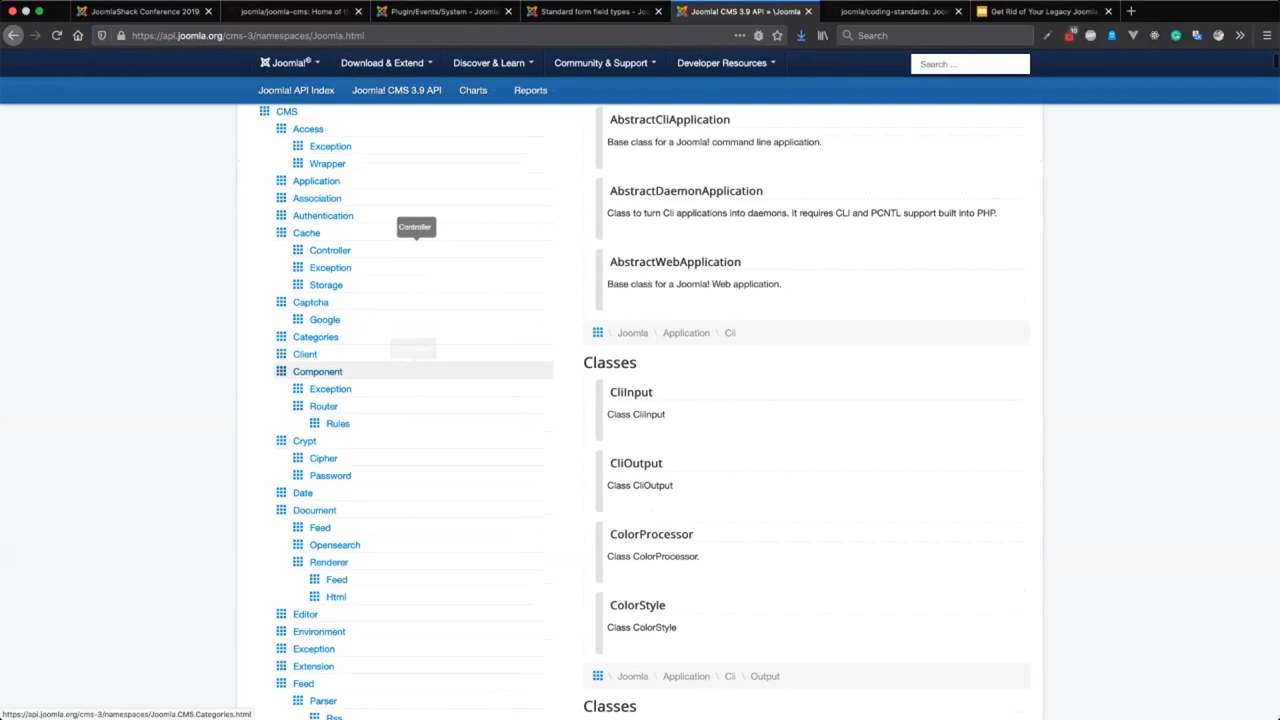 JoomlaShack Conference 2019
joomla/joomla-cms: Home of th
Plugin/Events/System - Joomla
Standard form field types - Joo
Joomla! CMS 3.9 API » \Joomla
joomla/coding-standards: Joom
Get Rid of Your Legacy Joomla
https://api.joomla.org/cms-3/namespaces/Joomla.html
Search
Joomla!®
Download & Extend
Discover & Learn
Community & Support
Developer Resources
Search ...
Joomla! API Index
Joomla! CMS 3.9 API
Charts
Reports
CMS
Access
Exception
Wrapper
Application
Association
Authentication
Cache
Controller
Controller
Exception
Storage
Captcha
Google
Categories
Client
Component
Exception
Router
Rules
Crypt
Cipher
Password
Date
Document
Feed
Opensearch
Renderer
Feed
Html
Editor
Environment
Exception
Extension
Feed
Parser
Rss
AbstractCliApplication
Base class for a Joomla! command line application.
AbstractDaemonApplication
Class to turn Cli applications into daemons. It requires CLI and PCNTL support built into PHP.
AbstractWebApplication
Base class for a Joomla! Web application.
\ Joomla \ Application \ Cli
Classes
CliInput
Class CliInput
CliOutput
Class CliOutput
ColorProcessor
Class ColorProcessor.
ColorStyle
Class ColorStyle
\ Joomla \ Application \ Cli \ Output
Classes
https://api.joomla.org/cms-3/namespaces/Joomla.CMS.Categories.html